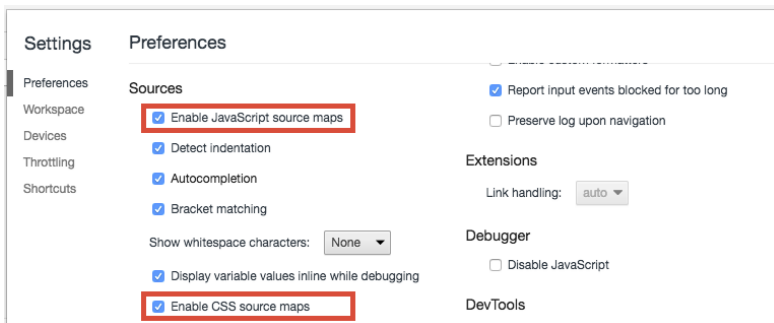 Settings
Preferences
Workspace
Devices
Throttling
Shortcuts
Preferences
Sources
Enable JavaScript source maps
Detect indentation
Autocompletion
Bracket matching
Show whitespace characters: None
Display variable values inline while debugging
Enable CSS source maps
Report input events blocked for too long
Preserve log upon navigation
Extensions
Link handling: auto
Debugger
Disable JavaScript
DevTools